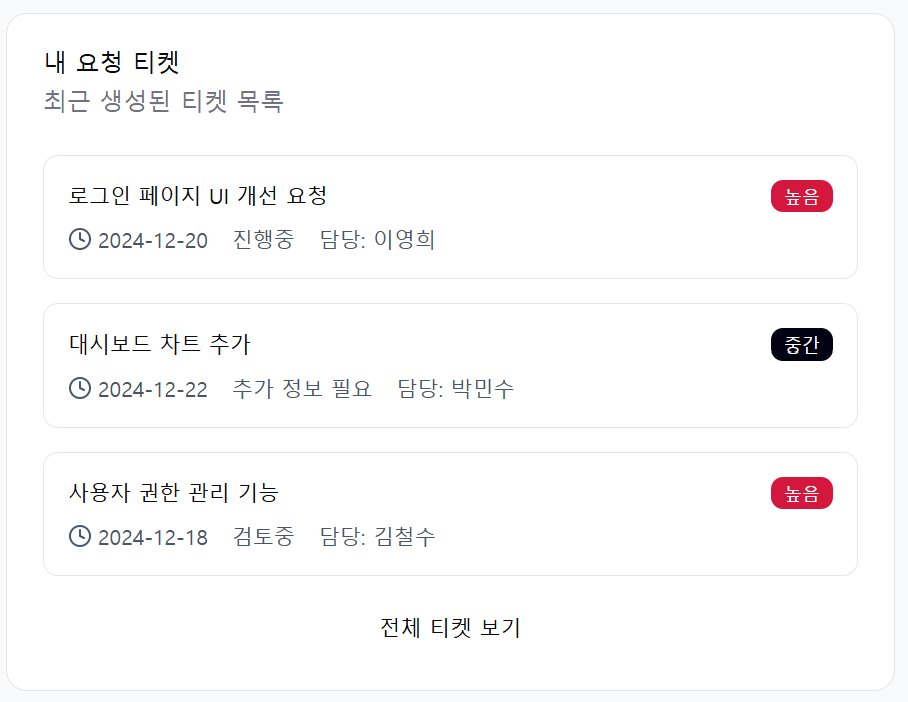 내 요청 티켓
최근 생성된 티켓 목록
로그인 페이지 UI 개선 요청
높음
2024-12-20 진행중 담당: 이영희
대시보드 차트 추가
중간
2024-12-22 추가 정보 필요 담당: 박민수
사용자 권한 관리 기능
높음
2024-12-18 검토중 담당: 김철수
전체 티켓 보기